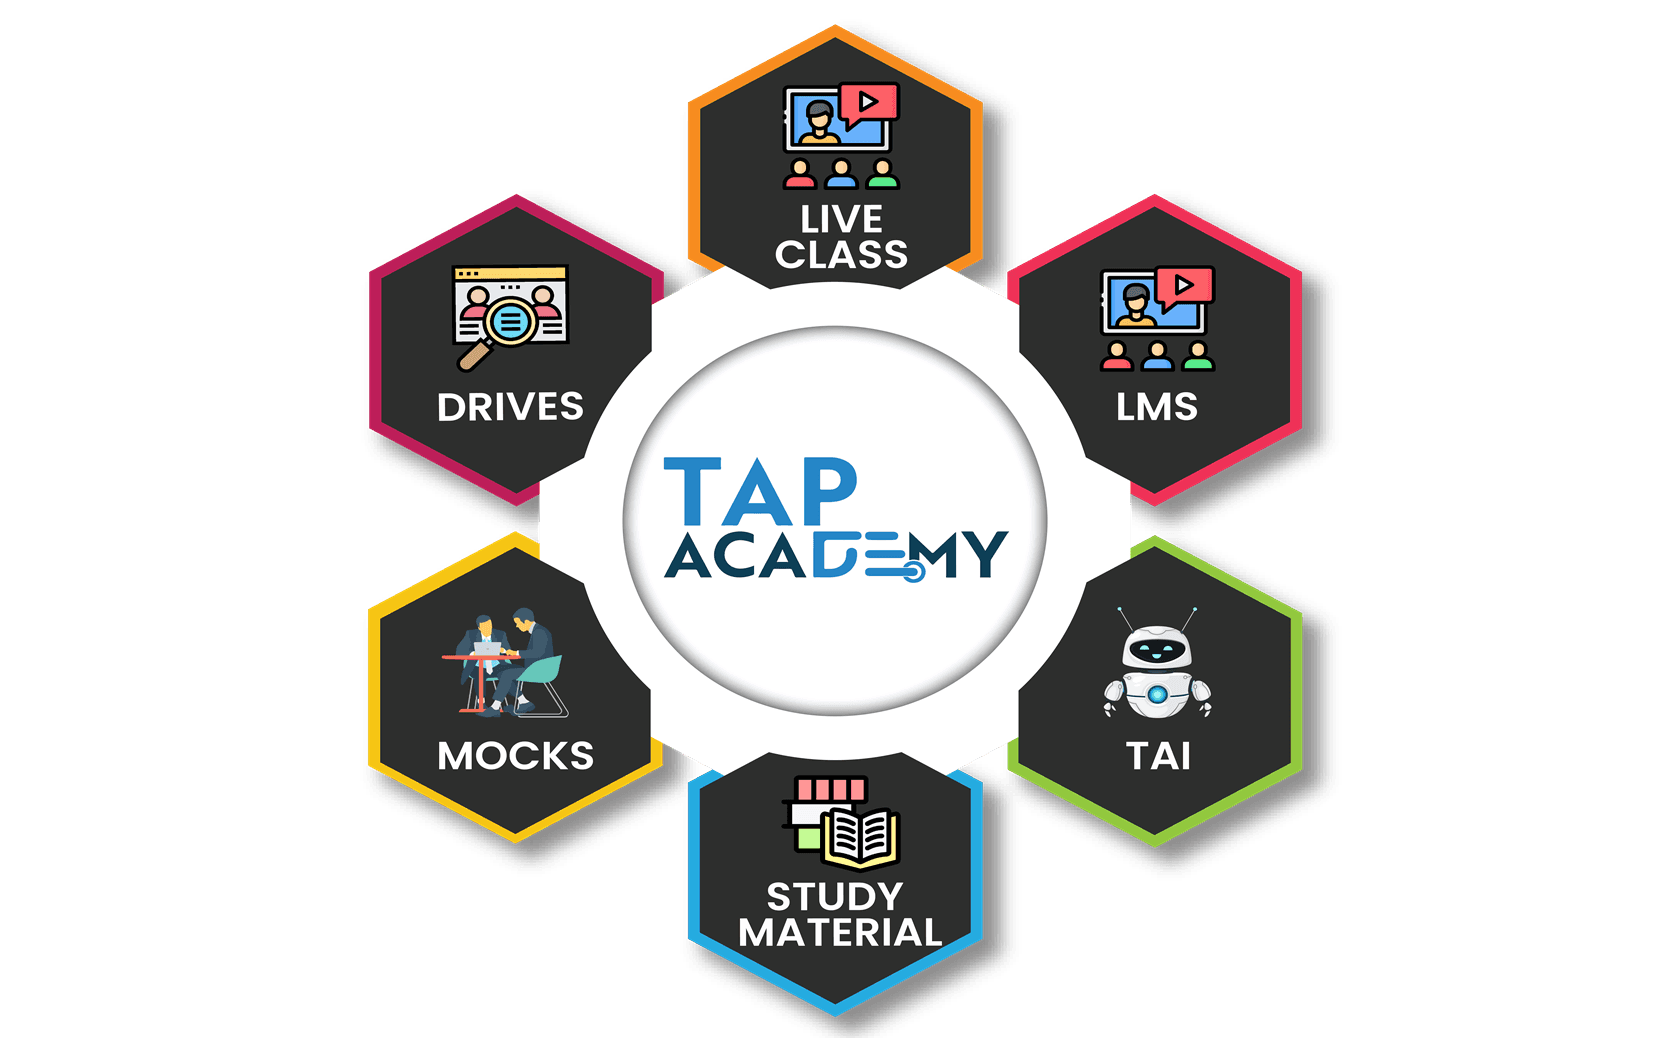 LIVE
CLASS
DRIVES
LMS
TAP
ACADEMY
MOCKS
TAI
STUDY
MATERIAL